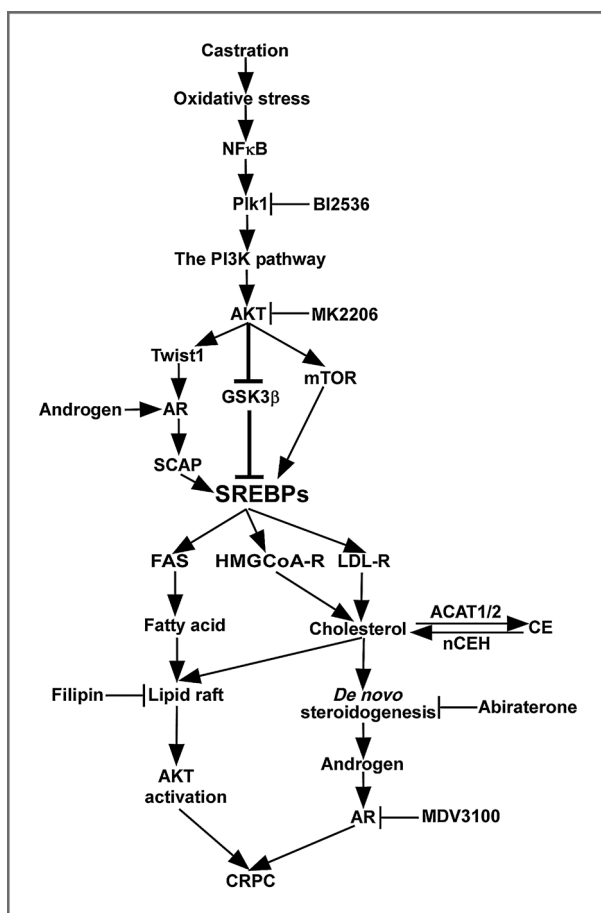 Castration
Oxidative stress
NFκB
Plk1
BI2536
The PI3K pathway
AKT
MK2206
Twist1
mTOR
GSK3β
Androgen
AR
SCAP
SREBPs
FAS
HMGCoA-R
LDL-R
ACAT1/2
Fatty acid
Cholesterol
CE
nCEH
Filipin
Lipid raft
De novo
steroidogenesis
Abiraterone
Androgen
AKT
activation
AR
MDV3100
CRPC